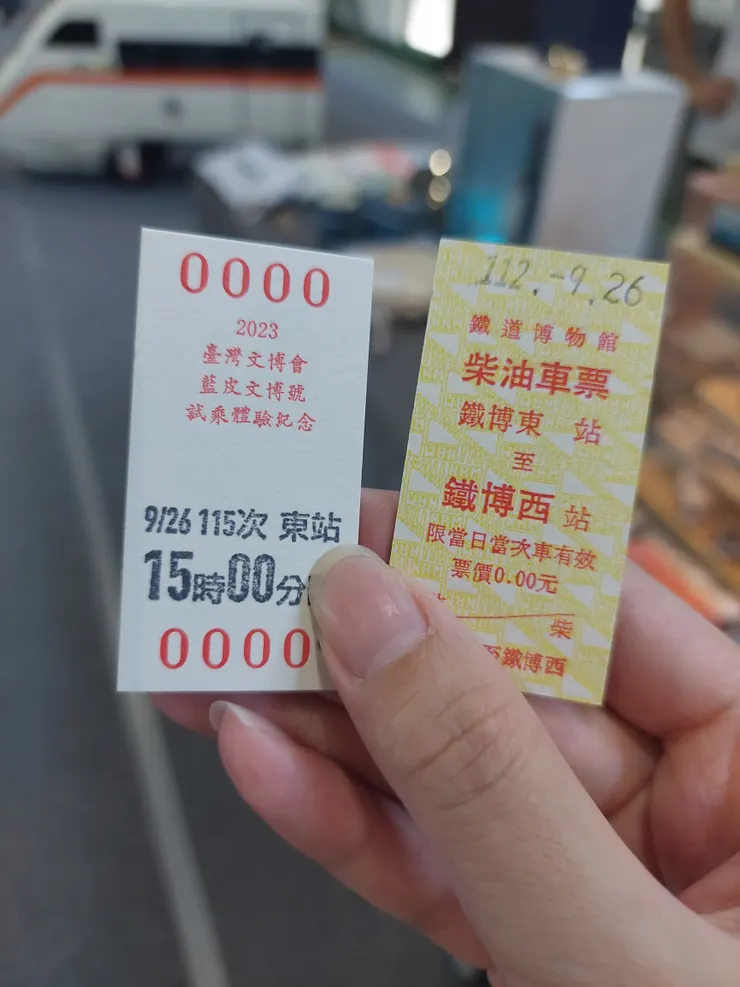 0000
2023
臺灣文博會
藍皮文博號
試乘體驗紀念
9/26 115次 東站
15時00分
0000
112.-9.26
鐵道博物館
柴油車票
鐵博東 站
至
鐵博西 站
限當日當次車有效
票價0.00元
柴
至鐵博西